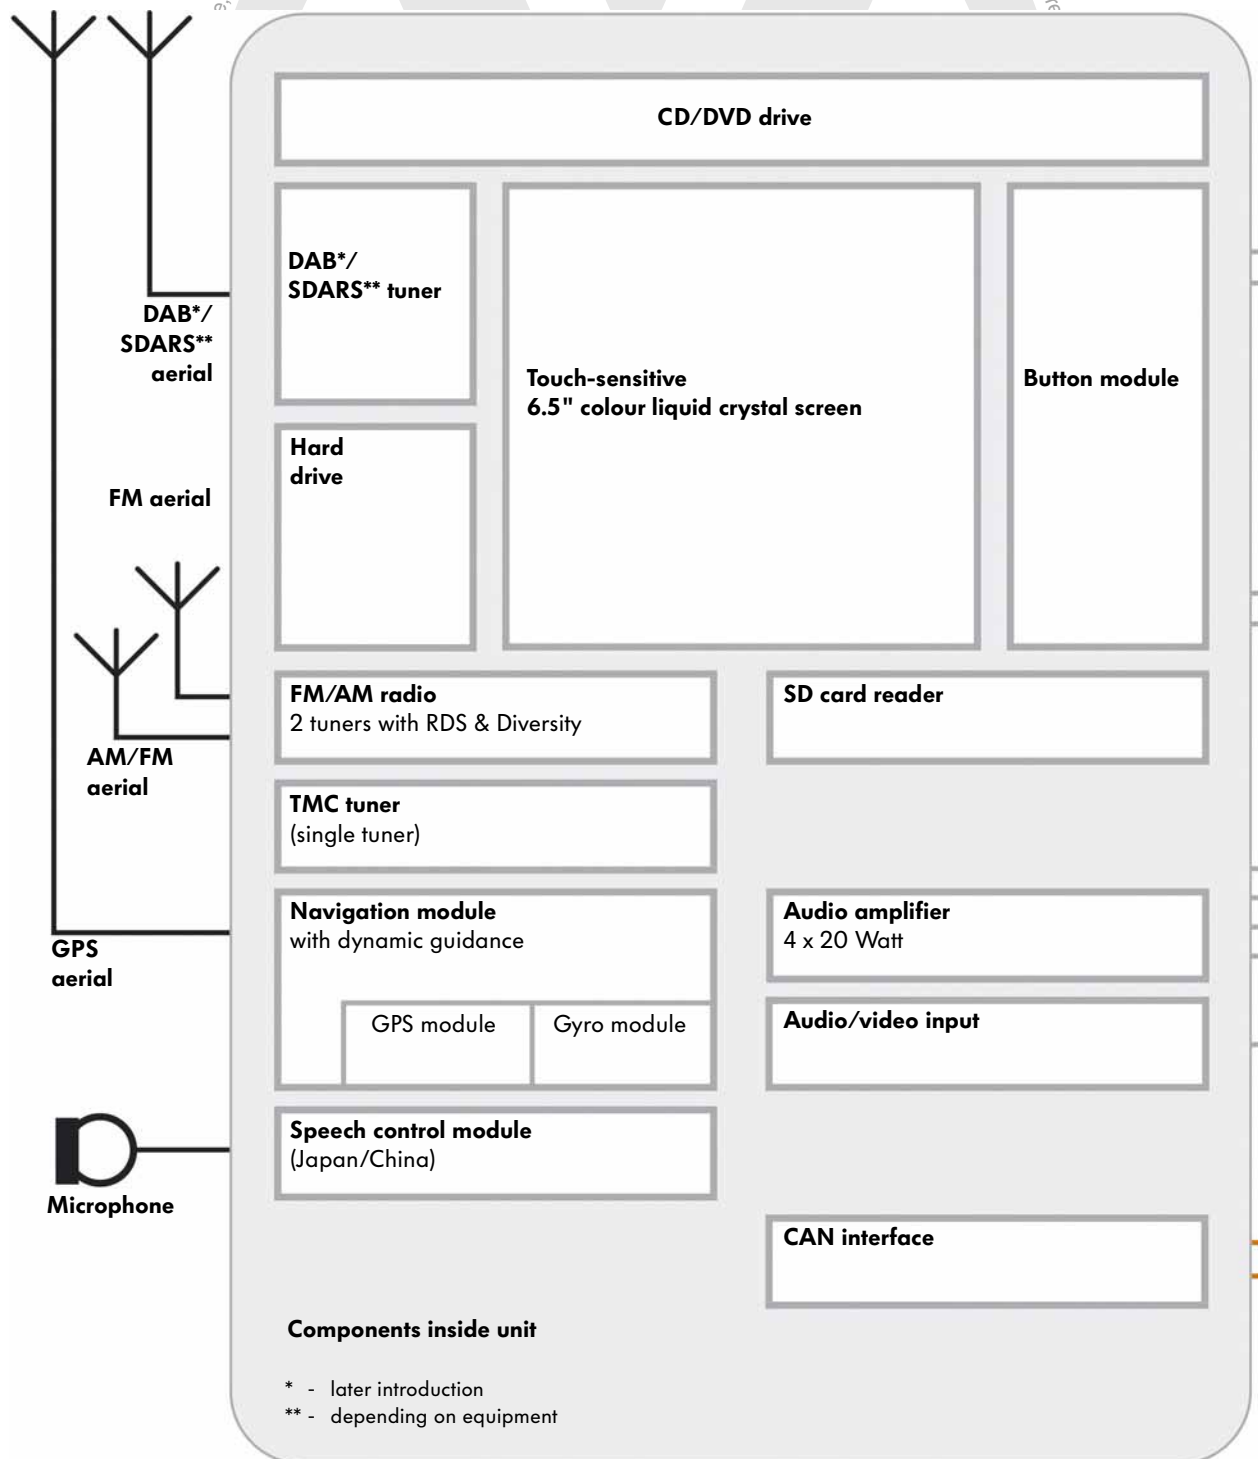 CD/DVD drive
DAB*/
SDARS** tuner
Touch-sensitive
6.5" colour liquid crystal screen
Button module
DAB*/
SDARS**
aerial
Hard
drive
FM aerial
FM/AM radio
2 tuners with RDS & Diversity
SD card reader
AM/FM
aerial
TMC tuner
(single tuner)
Navigation module
with dynamic guidance
Audio amplifier
4 x 20 Watt
GPS
aerial
GPS module
Gyro module
Audio/video input
Speech control module
(Japan/China)
Microphone
CAN interface
Components inside unit
* - later introduction
** - depending on equipment